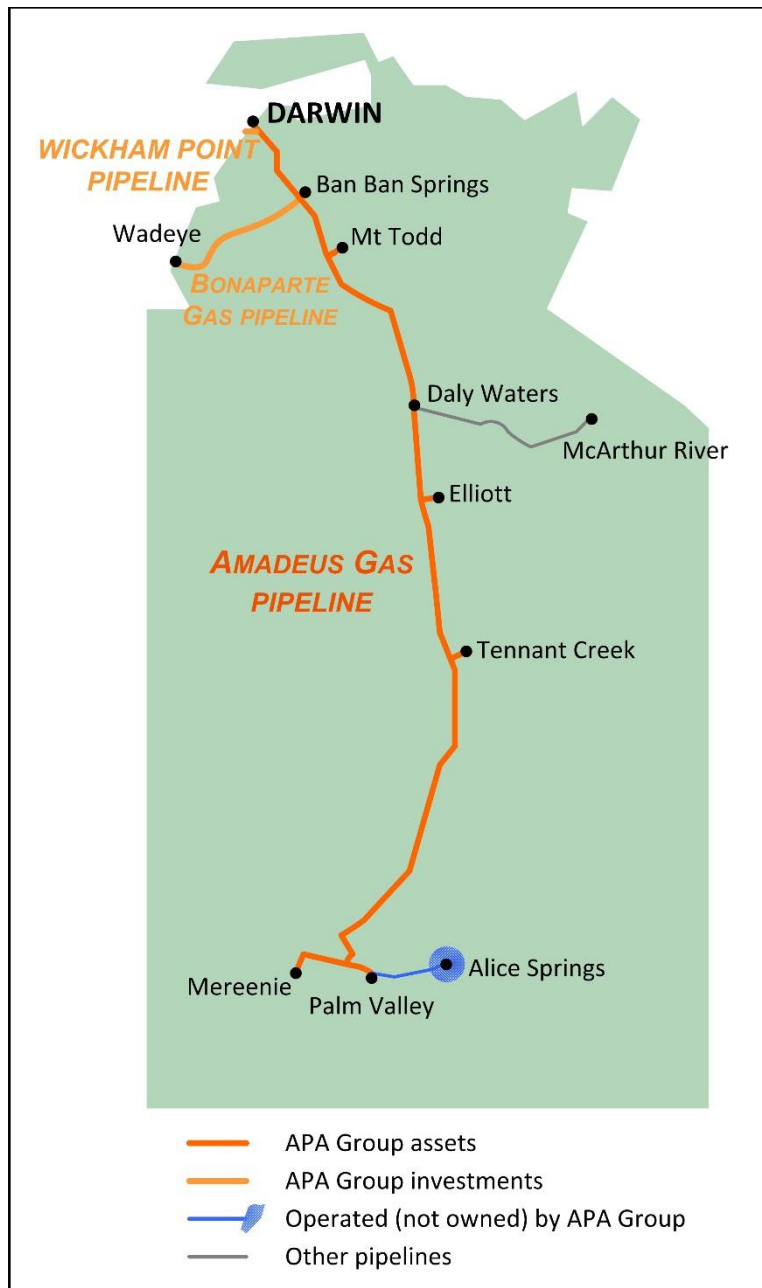 DARWIN
WICKHAM POINT
PIPELINE
Ban Ban Springs
Mt Todd
Wadeye
BONAPARTE
GAS PIPELINE
Daly Waters
McArthur River
Elliott
AMADEUS GAS
PIPELINE
Tennant Creek
Alice Springs
Mereenie
Palm Valley
APA Group assets
APA Group investments
Operated (not owned) by APA Group
Other pipelines